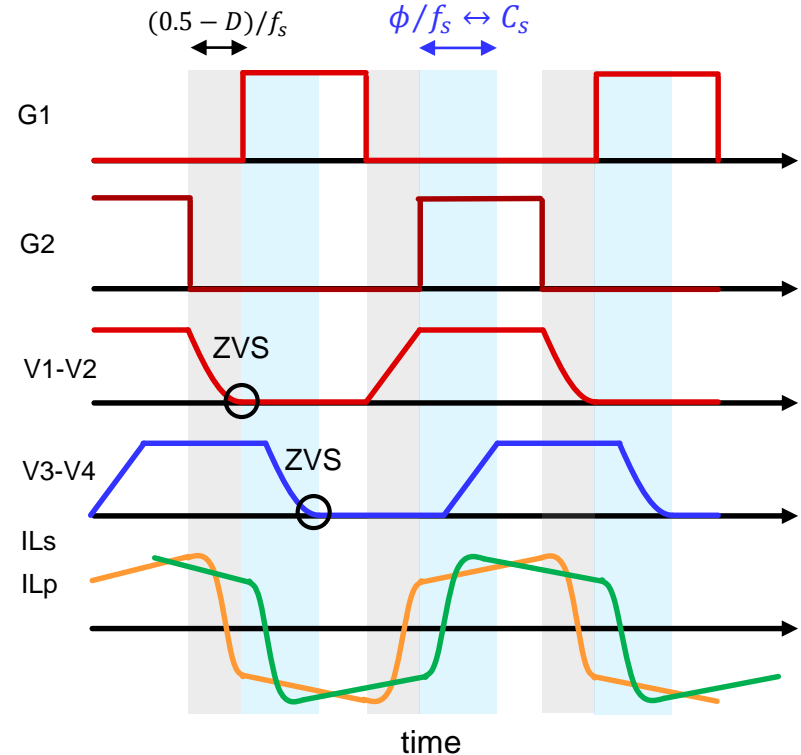 (0.5 − D)/f_s
ϕ/f_s ↔ C_s
G1
G2
ZVS
V1-V2
ZVS
V3-V4
ILs
ILp
time